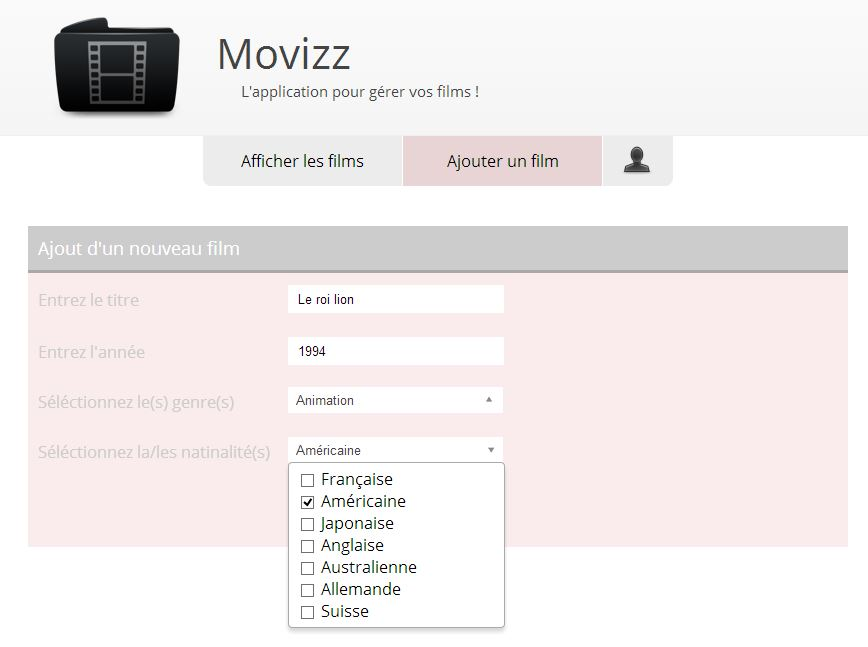 Movizz
L'application pour gérer vos films !
Afficher les films
Ajouter un film
Ajout d'un nouveau film
Entrez le titre
Le roi lion
Entrez l'année
1994
Séléctionnez le(s) genre(s)
Animation
Séléctionnez la/les natinalité(s)
Américaine
Française
Américaine
Japonaise
Anglaise
Australienne
Allemande
Suisse